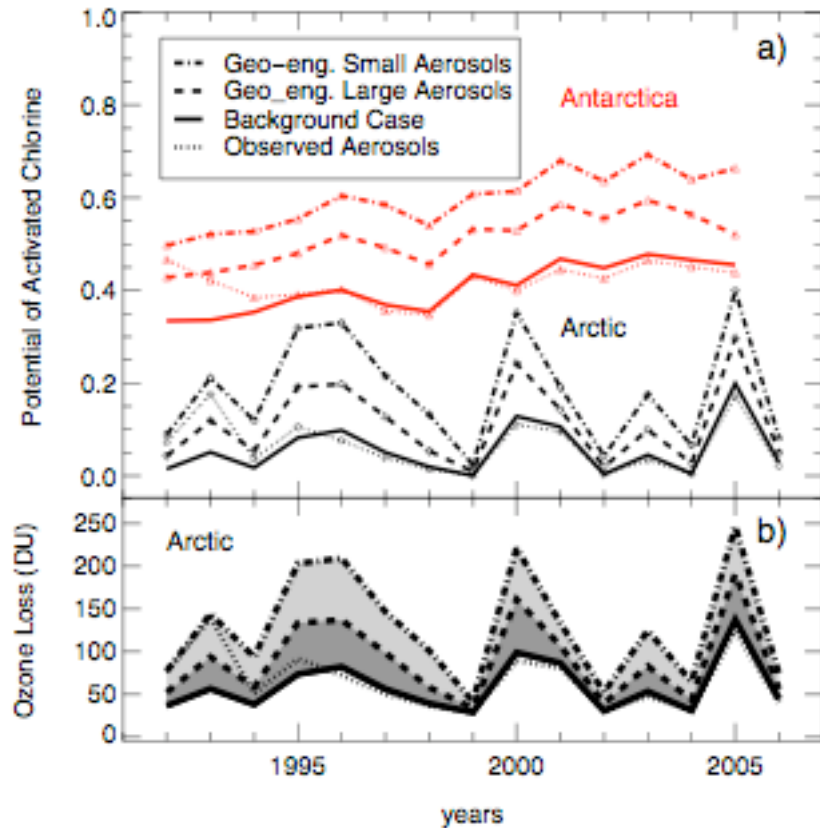 1.0
0.8
0.6
0.4
0.2
0.0
Potential of Activated Chlorine
a)
Geo-eng. Small Aerosols
Geo_eng. Large Aerosols
Background Case
Observed Aerosols
Antarctica
Arctic
250
200
150
100
50
0
Ozone Loss (DU)
Arctic
b)
1995 2000 2005
years